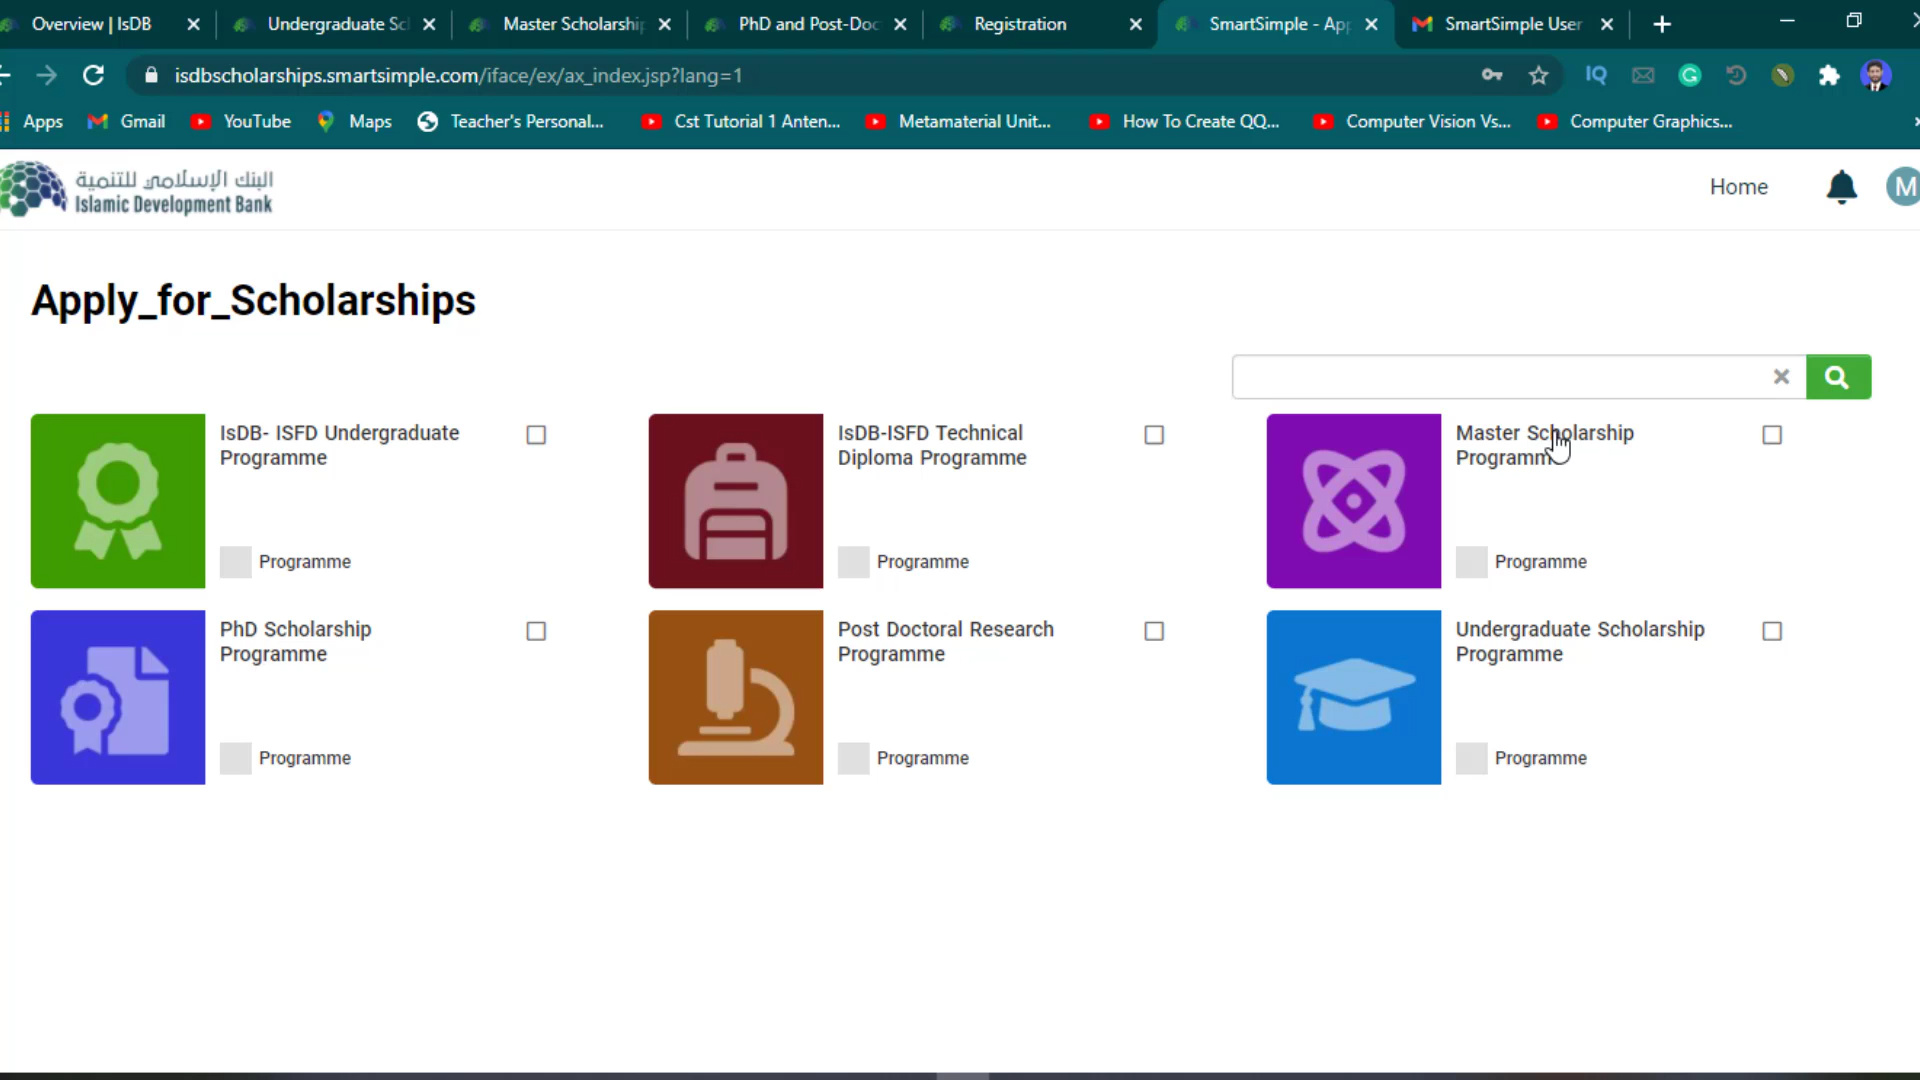 Overview | IsDB
Undergraduate Sc
Master Scholarshi
PhD and Post-Doc
Registration
SmartSimple - App
SmartSimple User
isdbscholarships.smartsimple.com/iface/ex/ax_index.jsp?lang=1
IQ
G
Apps
Gmail
YouTube
Maps
Teacher's Personal...
Cst Tutorial 1 Anten...
Metamaterial Unit...
How To Create QQ...
Computer Vision Vs...
Computer Graphics...
البنك الإسلامي للتنمية
Islamic Development Bank
Home
M
Apply_for_Scholarships
IsDB- ISFD Undergraduate
Programme
Programme
IsDB-ISFD Technical
Diploma Programme
Programme
Master Scholarship
Programme
Programme
PhD Scholarship
Programme
Programme
Post Doctoral Research
Programme
Programme
Undergraduate Scholarship
Programme
Programme